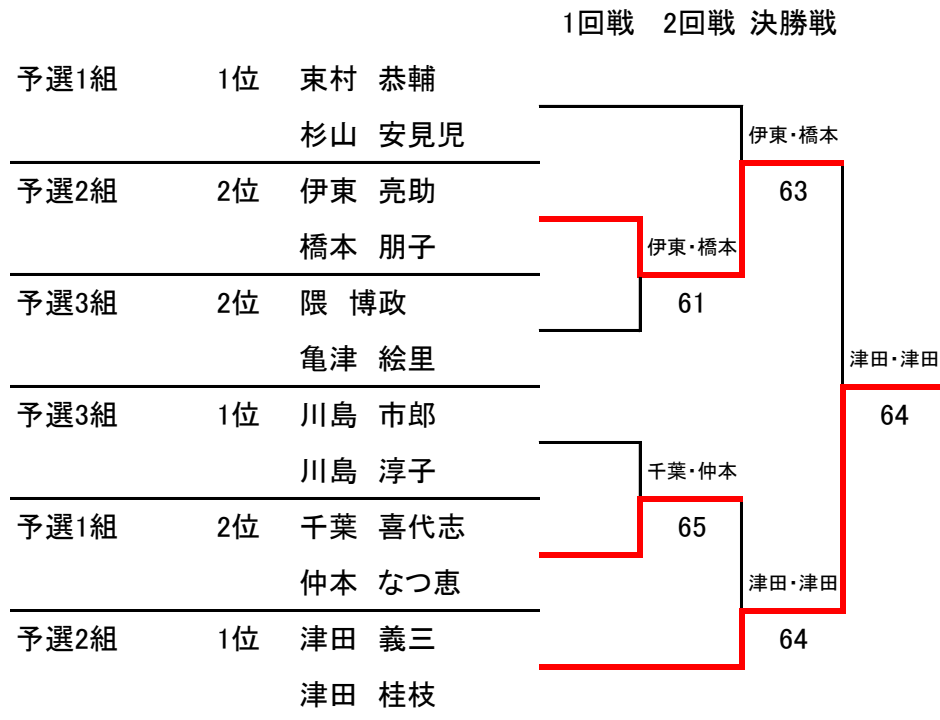 1回戦 2回戦 決勝戦
予選1組 1位 束村 恭輔
杉山 安見児
伊東・橋本
予選2組 2位 伊東 亮助
63
橋本 朋子
伊東・橋本
予選3組 2位 隈 博政
61
亀津 絵里
津田・津田
予選3組 1位 川島 市郎
64
川島 淳子
千葉・仲本
予選1組 2位 千葉 喜代志
65
仲本 なつ恵
津田・津田
予選2組 1位 津田 義三
64
津田 桂枝